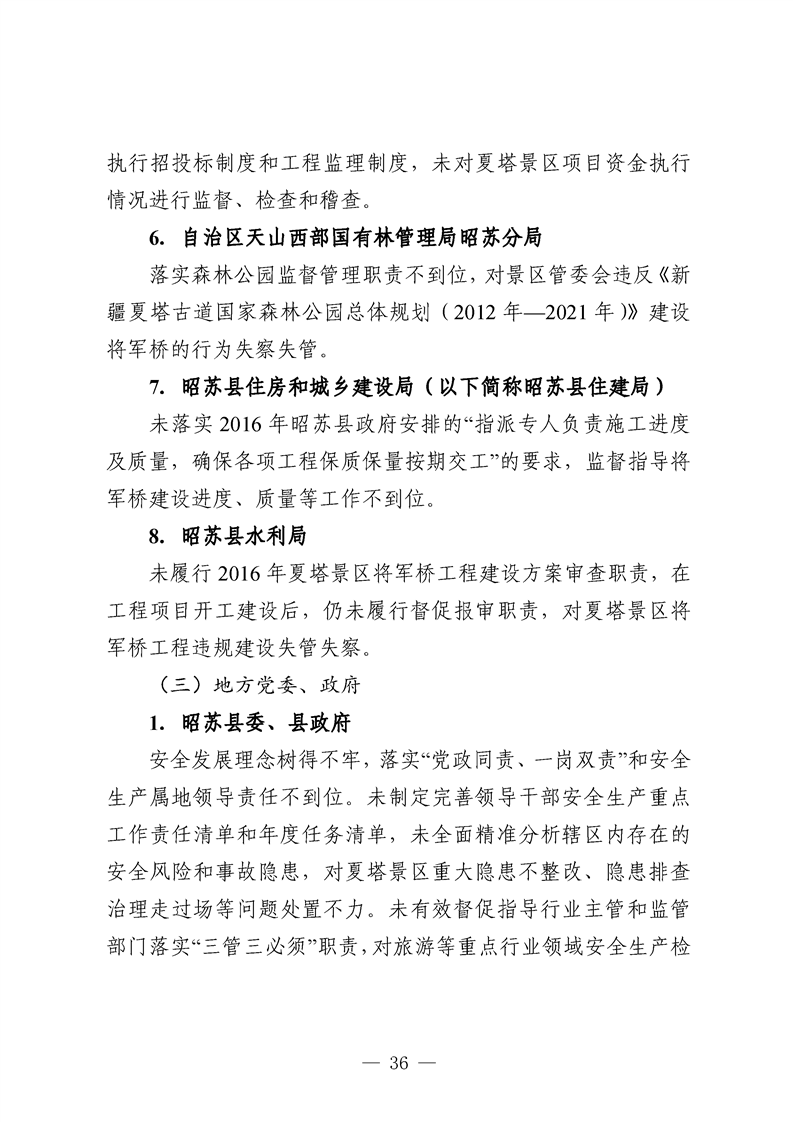 执行招投标制度和工程监理制度，未对夏塔景区项目资金执行
情况进行监督、检查和稽查。
6. 自治区天山西部国有林管理局昭苏分局
落实森林公园监督管理职责不到位，对景区管委会违反《新
疆夏塔古道国家森林公园总体规划（2012 年—2021 年）》建设
将军桥的行为失察失管。
7. 昭苏县住房和城乡建设局（以下简称昭苏县住建局）
未落实 2016 年昭苏县政府安排的“指派专人负责施工进度
及质量，确保各项工程保质保量按期交工”的要求，监督指导将
军桥建设进度、质量等工作不到位。
8. 昭苏县水利局
未履行 2016 年夏塔景区将军桥工程建设方案审查职责，在
工程项目开工建设后，仍未履行督促报审职责，对夏塔景区将
军桥工程违规建设失管失察。
（三）地方党委、政府
1. 昭苏县委、县政府
安全发展理念树得不牢，落实“党政同责、一岗双责”和安全
生产属地领导责任不到位。未制定完善领导干部安全生产重点
工作责任清单和年度任务清单，未全面精准分析辖区内存在的
安全风险和事故隐患，对夏塔景区重大隐患不整改、隐患排查
治理走过场等问题处置不力。未有效督促指导行业主管和监管
部门落实“三管三必须”职责，对旅游等重点行业领域安全生产检
— 36 —